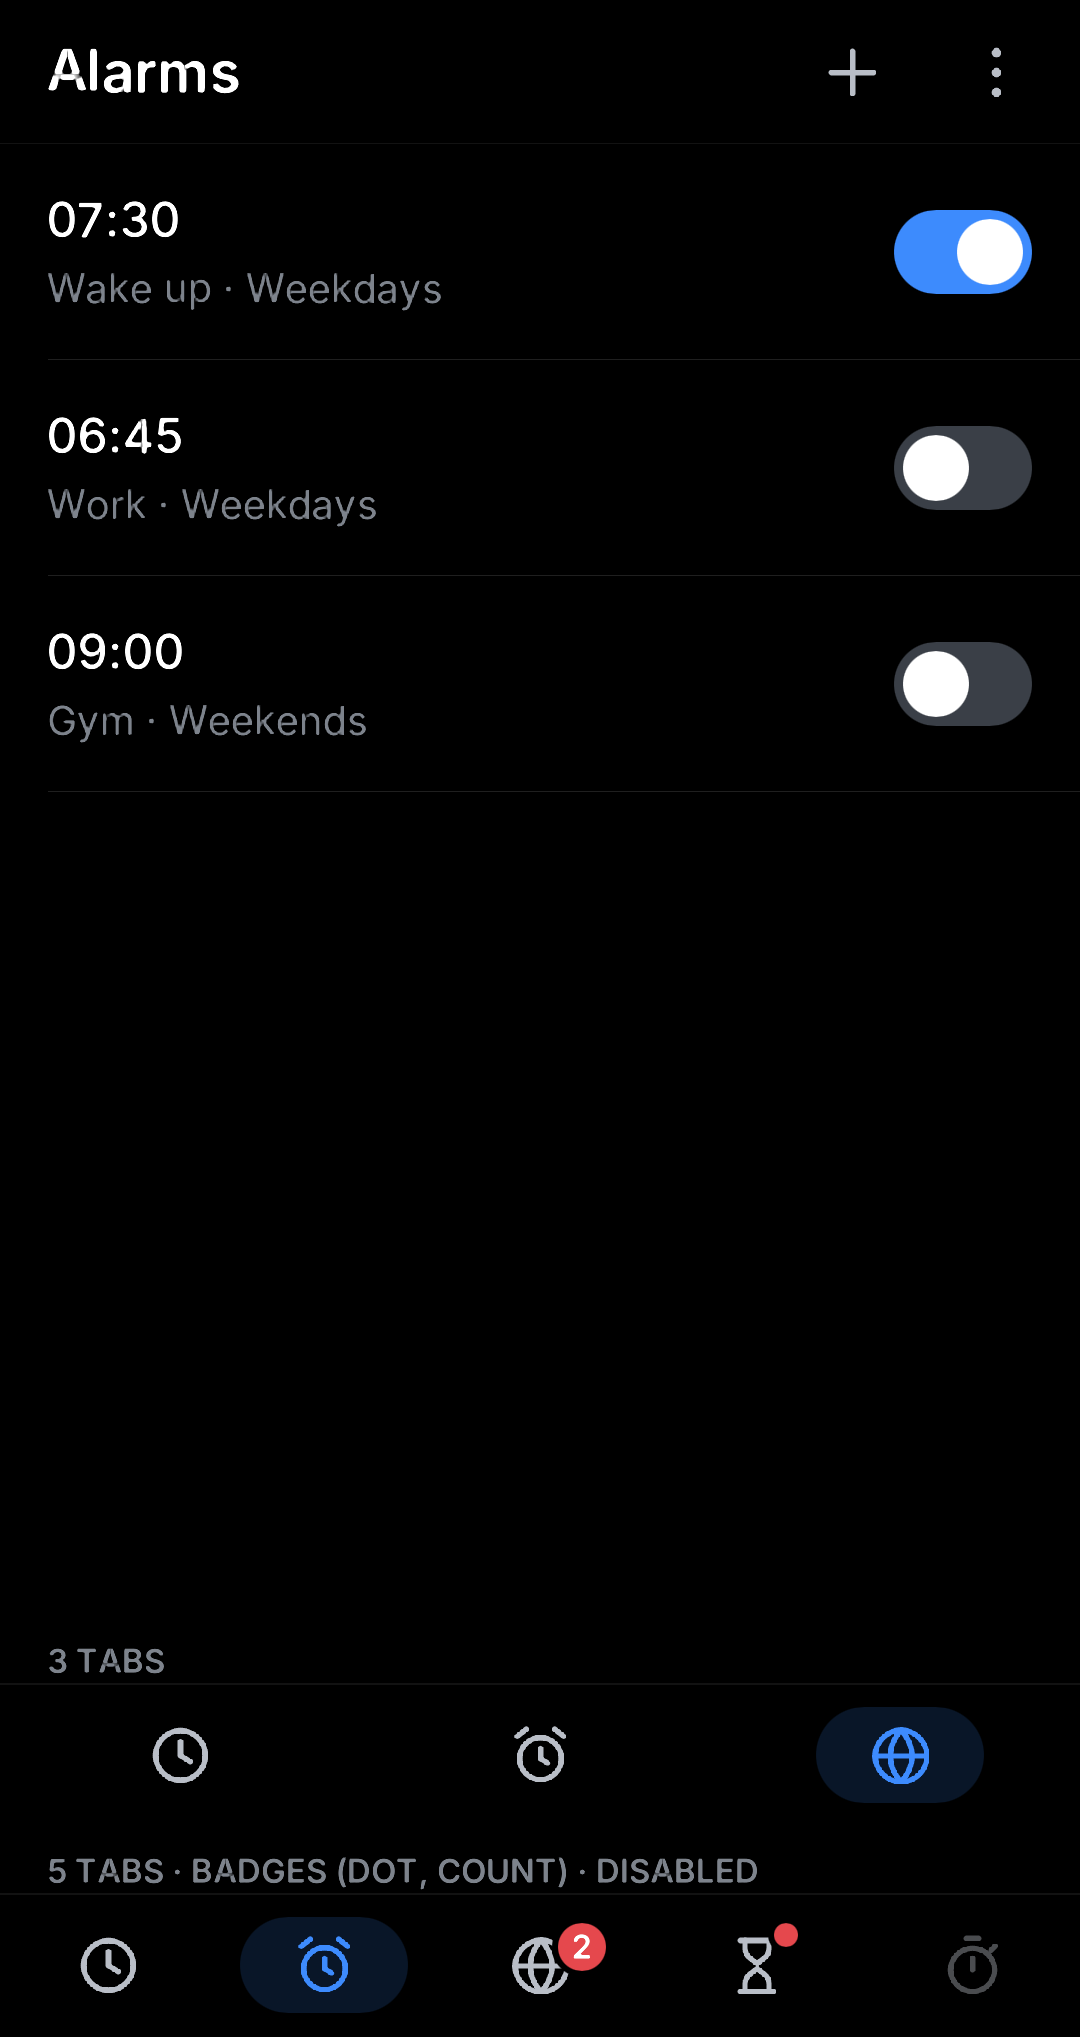 Alarms
07:30
Wake up · Weekdays
06:45
Work · Weekdays
09:00
Gym · Weekends
3 TABS
5 TABS · BADGES (DOT, COUNT) · DISABLED
2